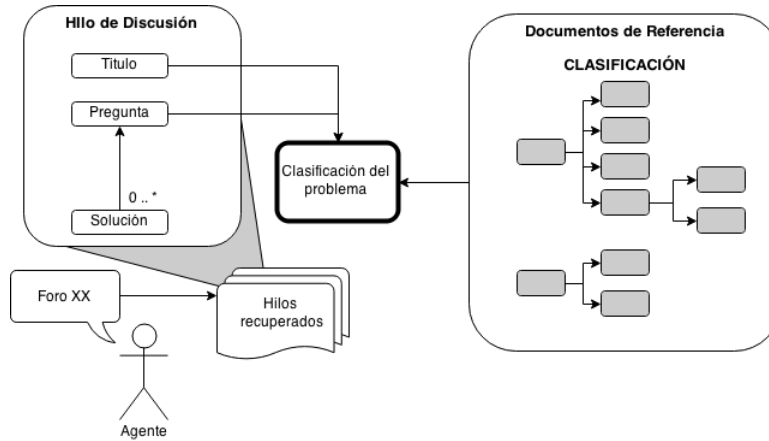 HIlo de Discusión
Titulo
Pregunta
0 .. *
Solución
Clasificación del
problema
Documentos de Referencia
CLASIFICACIÓN
Foro XX
Hilos
recuperados
Agente